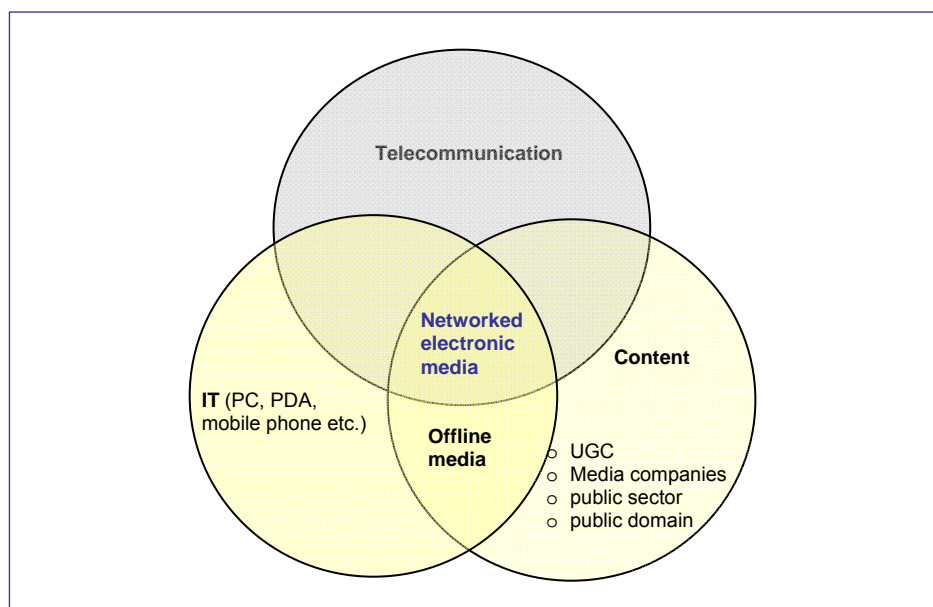 Telecommunication
Networked
electronic
media
Content
IT (PC, PDA,
mobile phone etc.)
Offline
media
o UGC
o Media companies
o public sector
o public domain